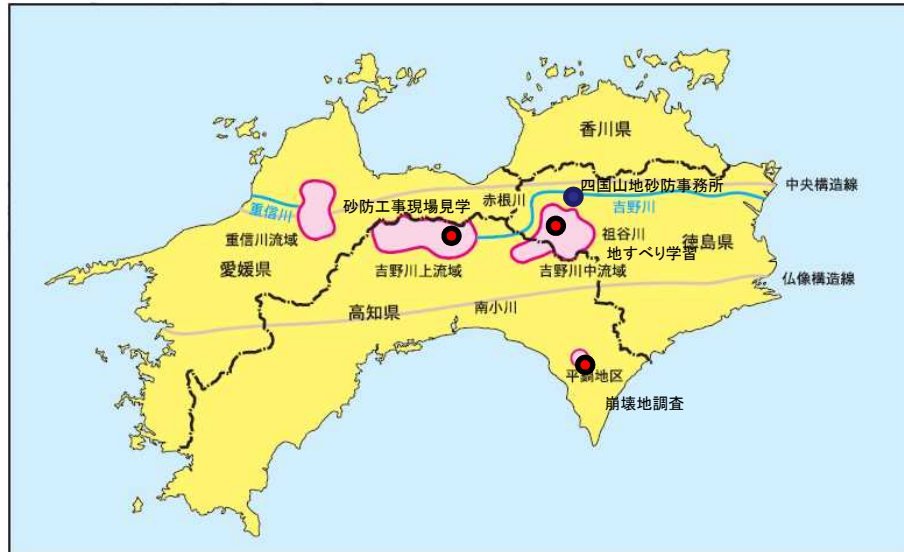 香川県
四国山地砂防事務所
中央構造線
赤根川
吉野川
重信川
砂防工事現場見学
祖谷川
徳島県
重信川流域
地すべり学習
愛媛県
吉野川上流域
吉野川中流域
仏像構造線
高知県
南小川
平鍋地区
崩壊地調査